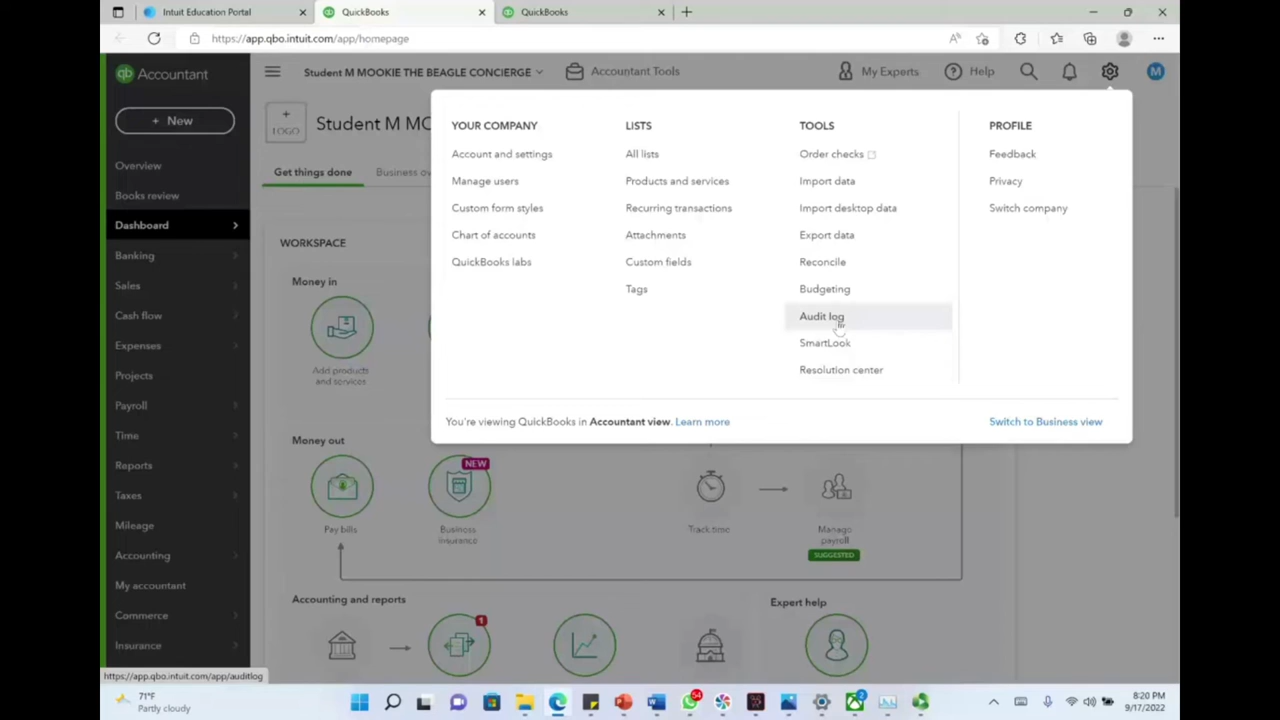 Intuit Education Portal
QuickBooks
QuickBooks
https://app.qbo.intuit.com/app/homepage
qb Accountant
Student M MOOKIE THE BEAGLE CONCIERGE
Accountant Tools
My Experts
Help
M
+ New
Overview
Books review
Dashboard
Banking
Sales
Cash flow
Expenses
Projects
Payroll
Time
Reports
Taxes
Mileage
Accounting
My accountant
Commerce
Insurance
+
LOGO
Student M MO
Get things done
Business ov
WORKSPACE
Money in
Add products
and services
YOUR COMPANY
Account and settings
Manage users
Custom form styles
Chart of accounts
QuickBooks labs
LISTS
All lists
Products and services
Recurring transactions
Attachments
Custom fields
Tags
TOOLS
Order checks
Import data
Import desktop data
Export data
Reconcile
Budgeting
Audit log
SmartLook
Resolution center
PROFILE
Feedback
Privacy
Switch company
You're viewing QuickBooks in Accountant view. Learn more
Switch to Business view
Money out
Pay bills
NEW
Business
insurance
Track time
Manage
payroll
SUGGESTED
Accounting and reports
1
Expert help
https://app.qbo.intuit.com/app/auditlog
71°F
Partly cloudy
54
2
8:20 PM
9/17/2022